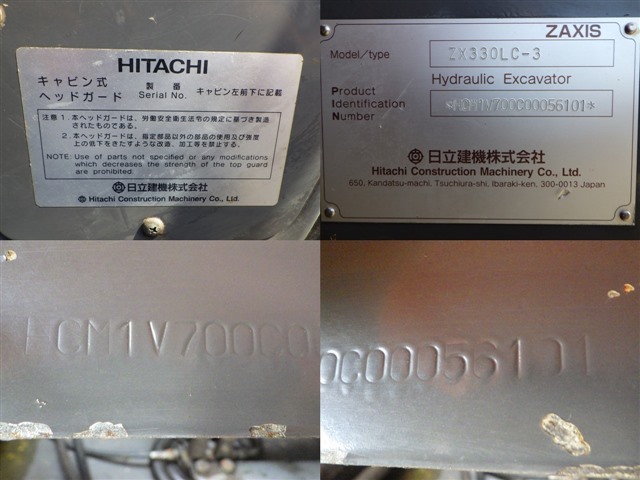 HITACHI
キャビン式
ヘッドガード
製番
Serial No.
キャビン左前下に記載
注意 1. 本ヘッドガードは、労働安全衛生法令の規定に基づき製造
されたものである。
2. 本ヘッドガードは、指定部品以外の部品の使用及び強度
上の低下をきたすような改造、加工等を禁止する。
NOTE: Use of parts not specified or any modifications
which decreases the strength of the top guard
are prohibited.
日立建機株式会社
Hitachi Construction Machinery Co., Ltd.
ZAXIS
Model/type ZX330LC-3
Hydraulic Excavator
Product
Identification
Number
*HCM1V700C00056101*
日立建機株式会社
Hitachi Construction Machinery Co., Ltd.
650, Kandatsu-machi, Tsuchiura-shi, Ibaraki-ken, 300-0013 Japan
HCM1V700C0
0C00056101